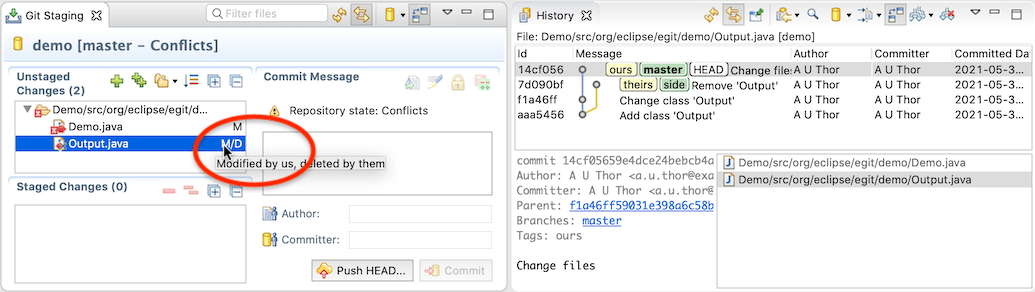 Git Staging
Filter files
demo [master – Conflicts]
Unstaged
Changes (2)
Demo/src/org/eclipse/egit/d...
Demo.java M
Output.java M/D
Modified by us, deleted by them
Staged Changes (0)
Commit Message
Repository state: Conflicts
Author:
Committer:
Push HEAD...
Commit
History
File: Demo/src/org/eclipse/egit/demo/Output.java [demo]
Id Message Author Committer Committed Da
14cf056 ours master HEAD Change files A U Thor A U Thor 2021-05-3...
7d090bf theirs side Remove 'Output' A U Thor A U Thor 2021-05-3...
f1a46ff Change class 'Output' A U Thor A U Thor 2021-05-3...
aaa5456 Add class 'Output' A U Thor A U Thor 2021-05-3...
commit 14cf05659e4dce24bebcb4a
Author: A U Thor <a.u.thor@exa
Committer: A U Thor <a.u.thor@
Parent: f1a46ff59031e398a6c58b
Branches: master
Tags: ours
Change files
Demo/src/org/eclipse/egit/demo/Demo.java
Demo/src/org/eclipse/egit/demo/Output.java